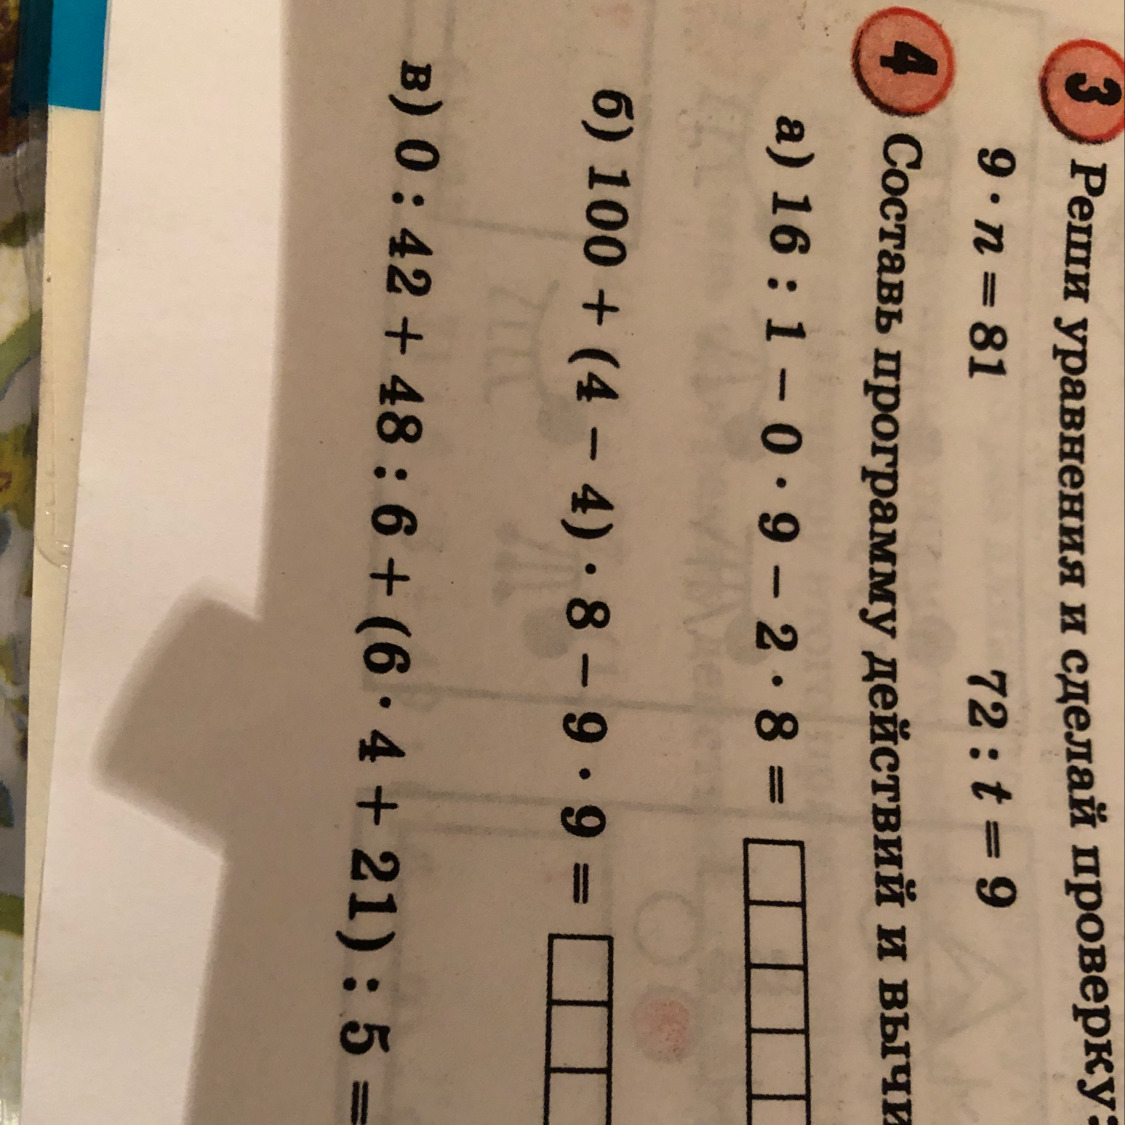 3 Реши уравнения и сделай проверку:
9 · n = 81 72 : t = 9
4 Составь программу действий и
а) 16 : 1 − 0 · 9 − 2 · 8 =
б) 100 + (4 − 4) · 8 − 9 · 9 =
в) 0 : 42 + 48 : 6 + (6 · 4 + 21) : 5 =